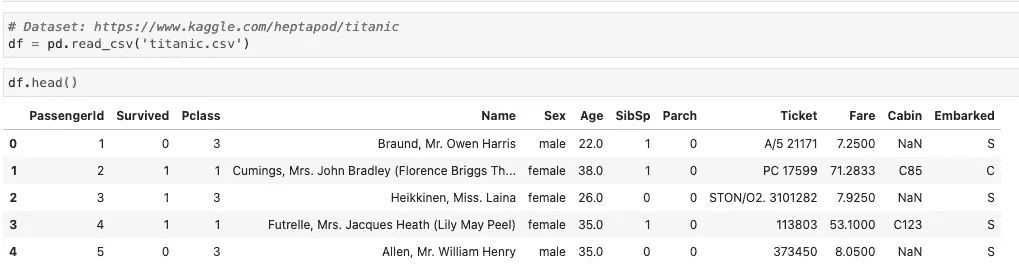 # Dataset: https://www.kaggle.com/heptapod/titanic
df = pd.read_csv('titanic.csv')
df.head()
PassengerId Survived Pclass Name Sex Age SibSp Parch Ticket Fare Cabin Embarked
0 1 0 3 Braund, Mr. Owen Harris male 22.0 1 0 A/5 21171 7.2500 NaN S
1 2 1 1 Cumings, Mrs. John Bradley (Florence Briggs Th... female 38.0 1 0 PC 17599 71.2833 C85 C
2 3 1 3 Heikkinen, Miss. Laina female 26.0 0 0 STON/O2. 3101282 7.9250 NaN S
3 4 1 1 Futrelle, Mrs. Jacques Heath (Lily May Peel) female 35.0 1 0 113803 53.1000 C123 S
4 5 0 3 Allen, Mr. William Henry male 35.0 0 0 373450 8.0500 NaN S